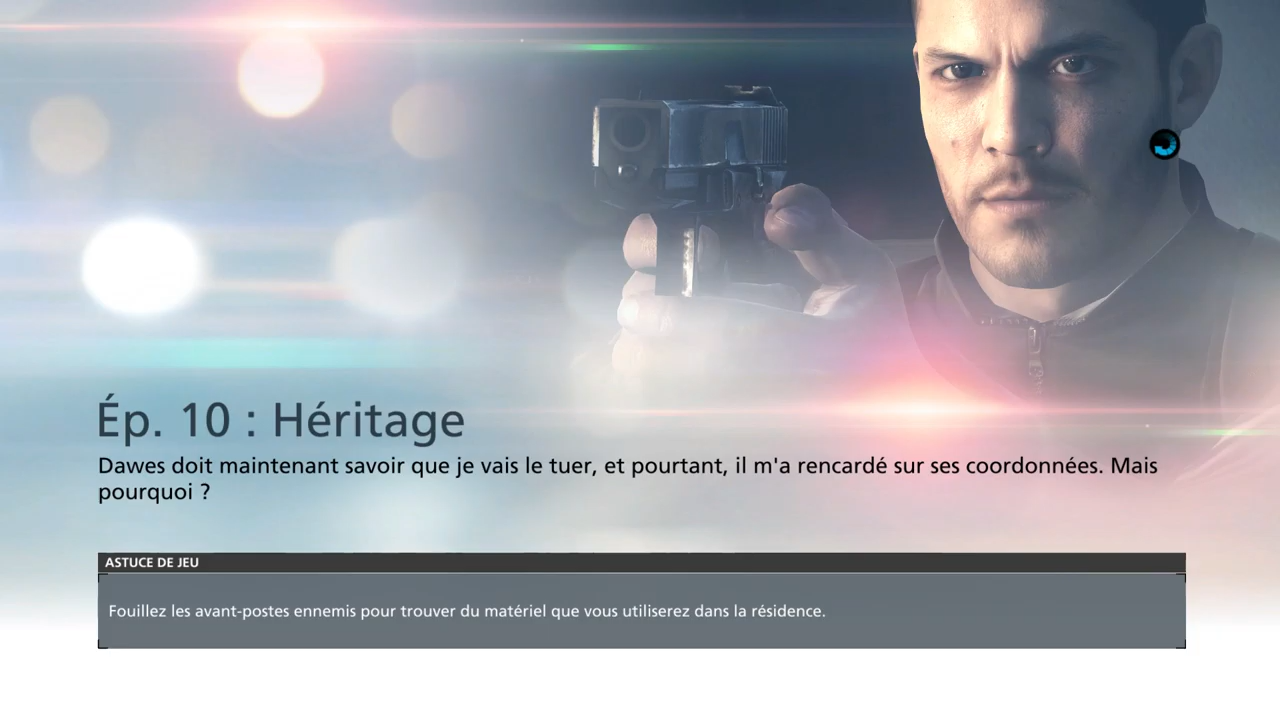 Ép. 10 : Héritage
Dawes doit maintenant savoir que je vais le tuer, et pourtant, il m'a rencardé sur ses coordonnées. Mais
pourquoi ?
ASTUCE DE JEU
Fouillez les avant-postes ennemis pour trouver du matériel que vous utiliserez dans la résidence.